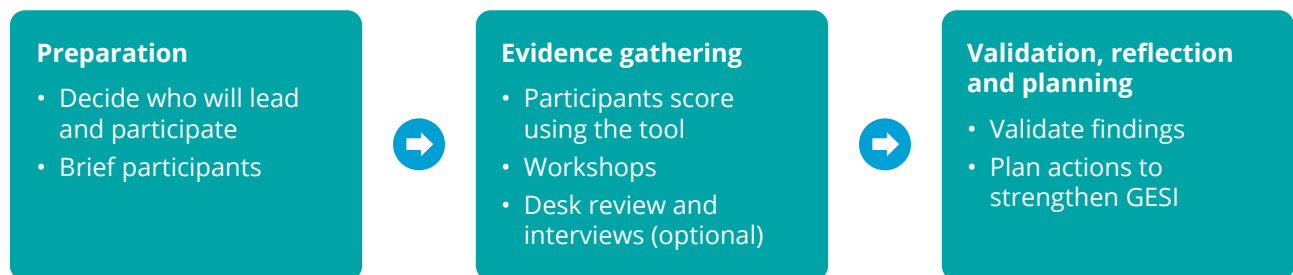 Preparation
• Decide who will lead
and participate
• Brief participants
Evidence gathering
• Participants score
using the tool
• Workshops
• Desk review and
interviews (optional)
Validation, reflection
and planning
• Validate findings
• Plan actions to
strengthen GESI